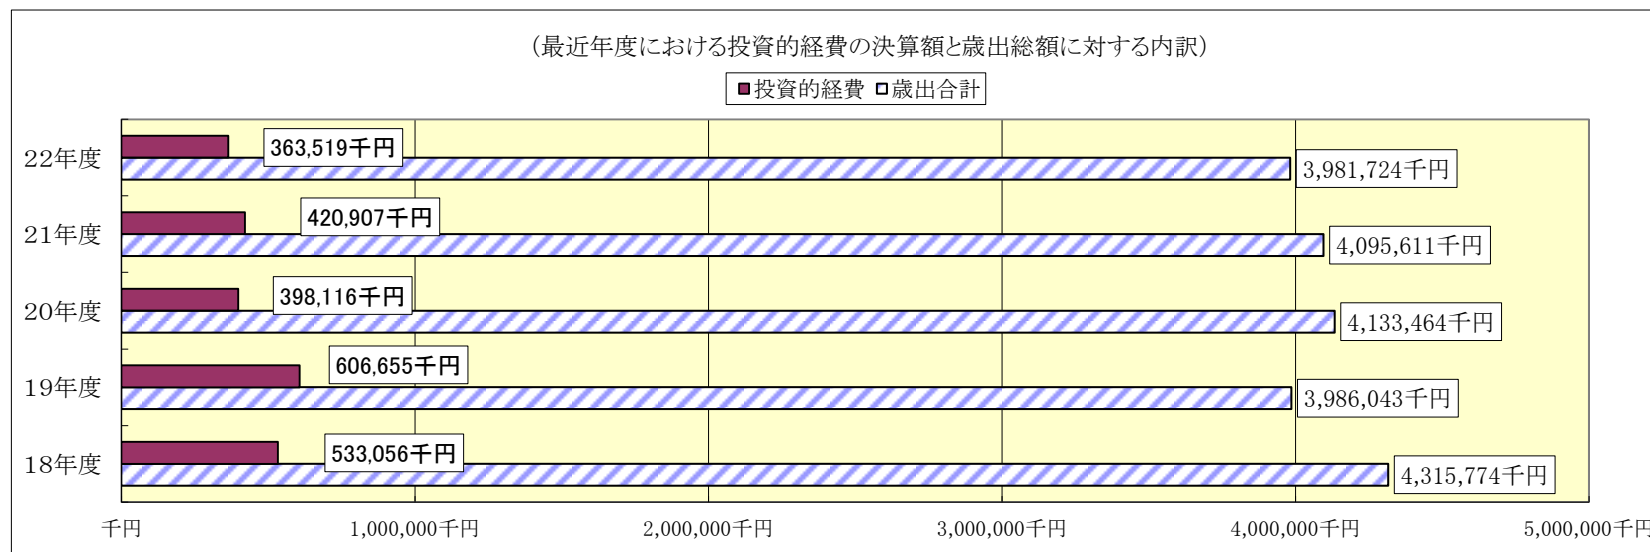 (最近年度における投資的経費の決算額と歳出総額に対する内訳)
投資的経費 歳出合計
22年度 363,519千円 3,981,724千円
21年度 420,907千円 4,095,611千円
20年度 398,116千円 4,133,464千円
19年度 606,655千円 3,986,043千円
18年度 533,056千円 4,315,774千円
千円 1,000,000千円 2,000,000千円 3,000,000千円 4,000,000千円 5,000,000千円